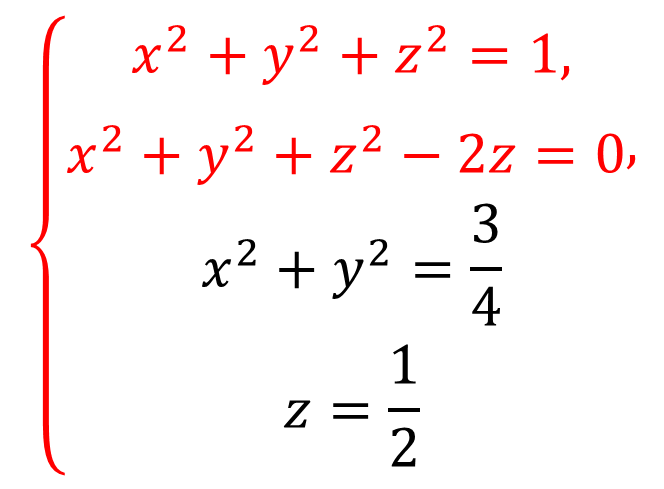 x² + y² + z² = 1,
x² + y² + z² − 2z = 0,
x² + y² = 3/4
z = 1/2